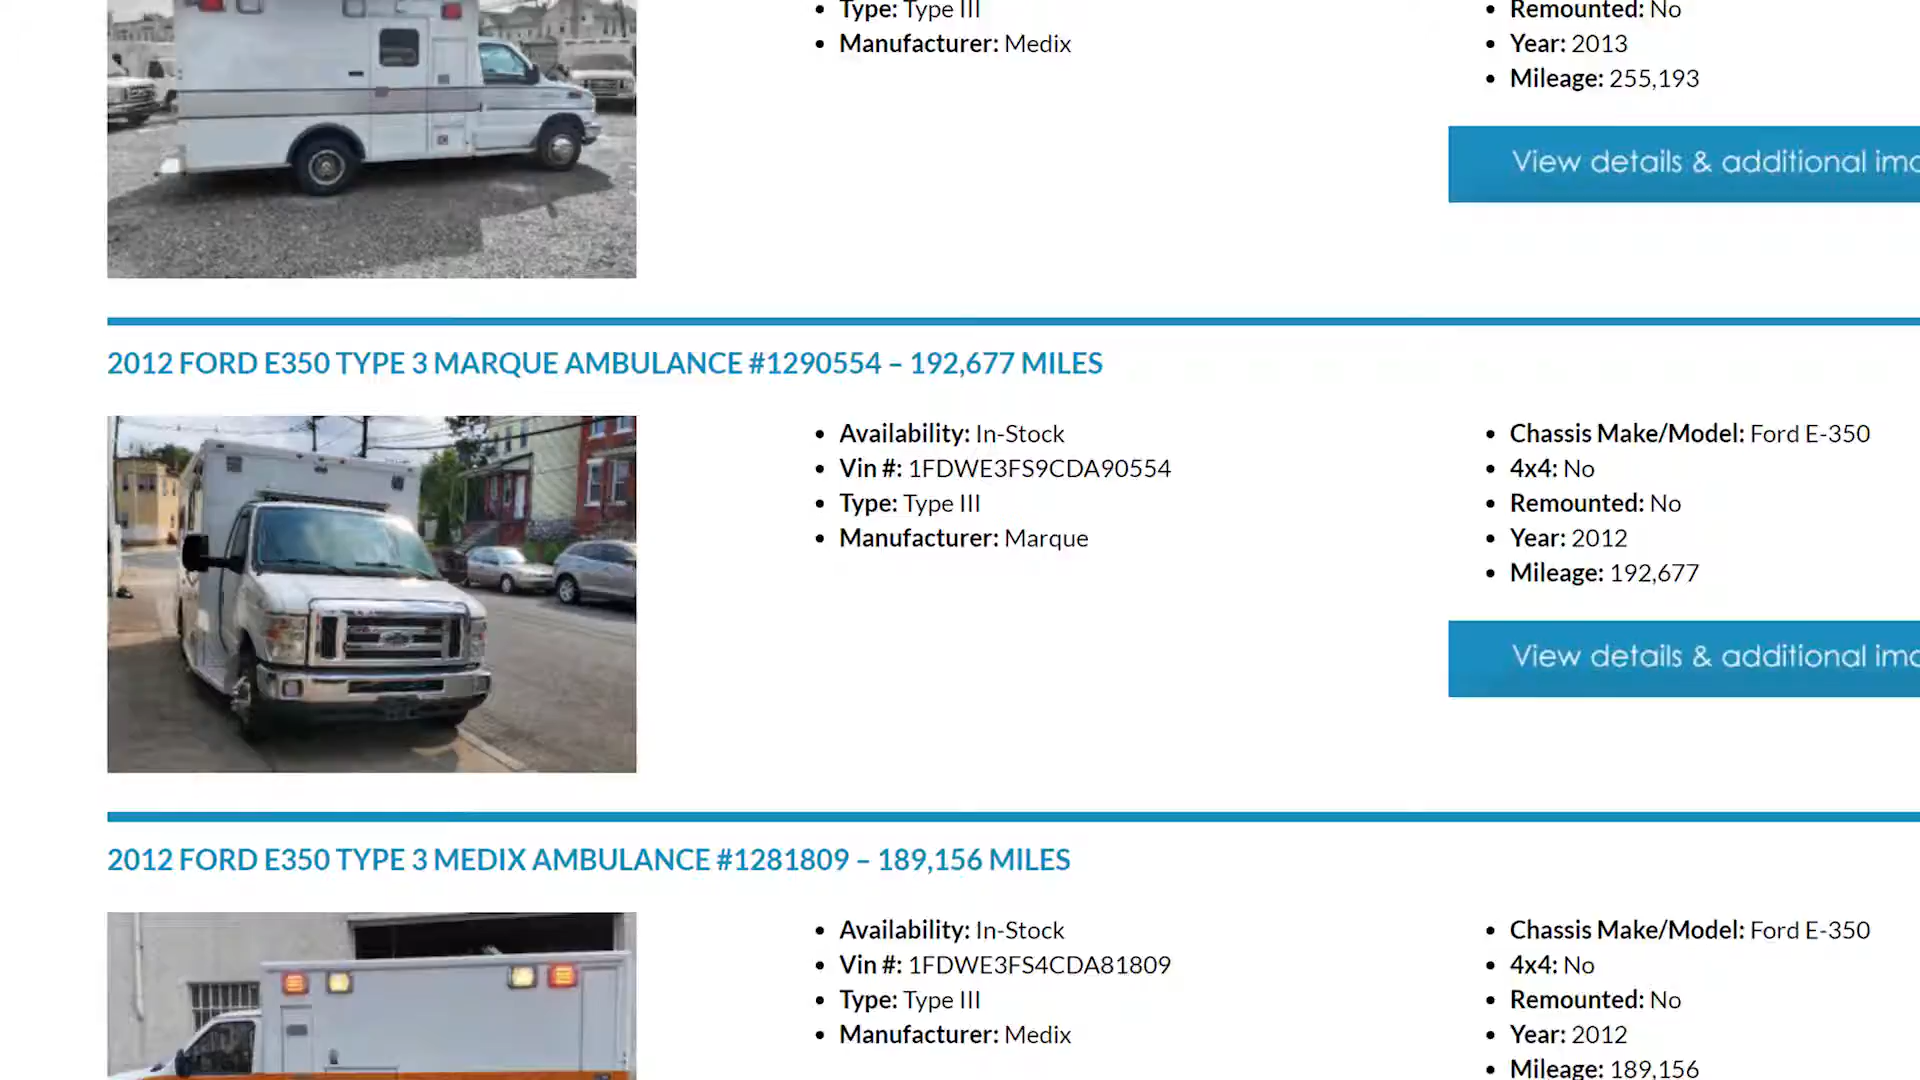 Type: Type III
Manufacturer: Medix
Remounted: No
Year: 2013
Mileage: 255,193
View details & additional
2012 FORD E350 TYPE 3 MARQUE AMBULANCE #1290554 – 192,677 MILES
Availability: In-Stock
Vin #: 1FDWE3FS9CDA90554
Type: Type III
Manufacturer: Marque
Chassis Make/Model: Ford E-350
4x4: No
Remounted: No
Year: 2012
Mileage: 192,677
View details & additional
2012 FORD E350 TYPE 3 MEDIX AMBULANCE #1281809 – 189,156 MILES
Availability: In-Stock
Vin #: 1FDWE3FS4CDA81809
Type: Type III
Manufacturer: Medix
Chassis Make/Model: Ford E-350
4x4: No
Remounted: No
Year: 2012
Mileage: 189,156